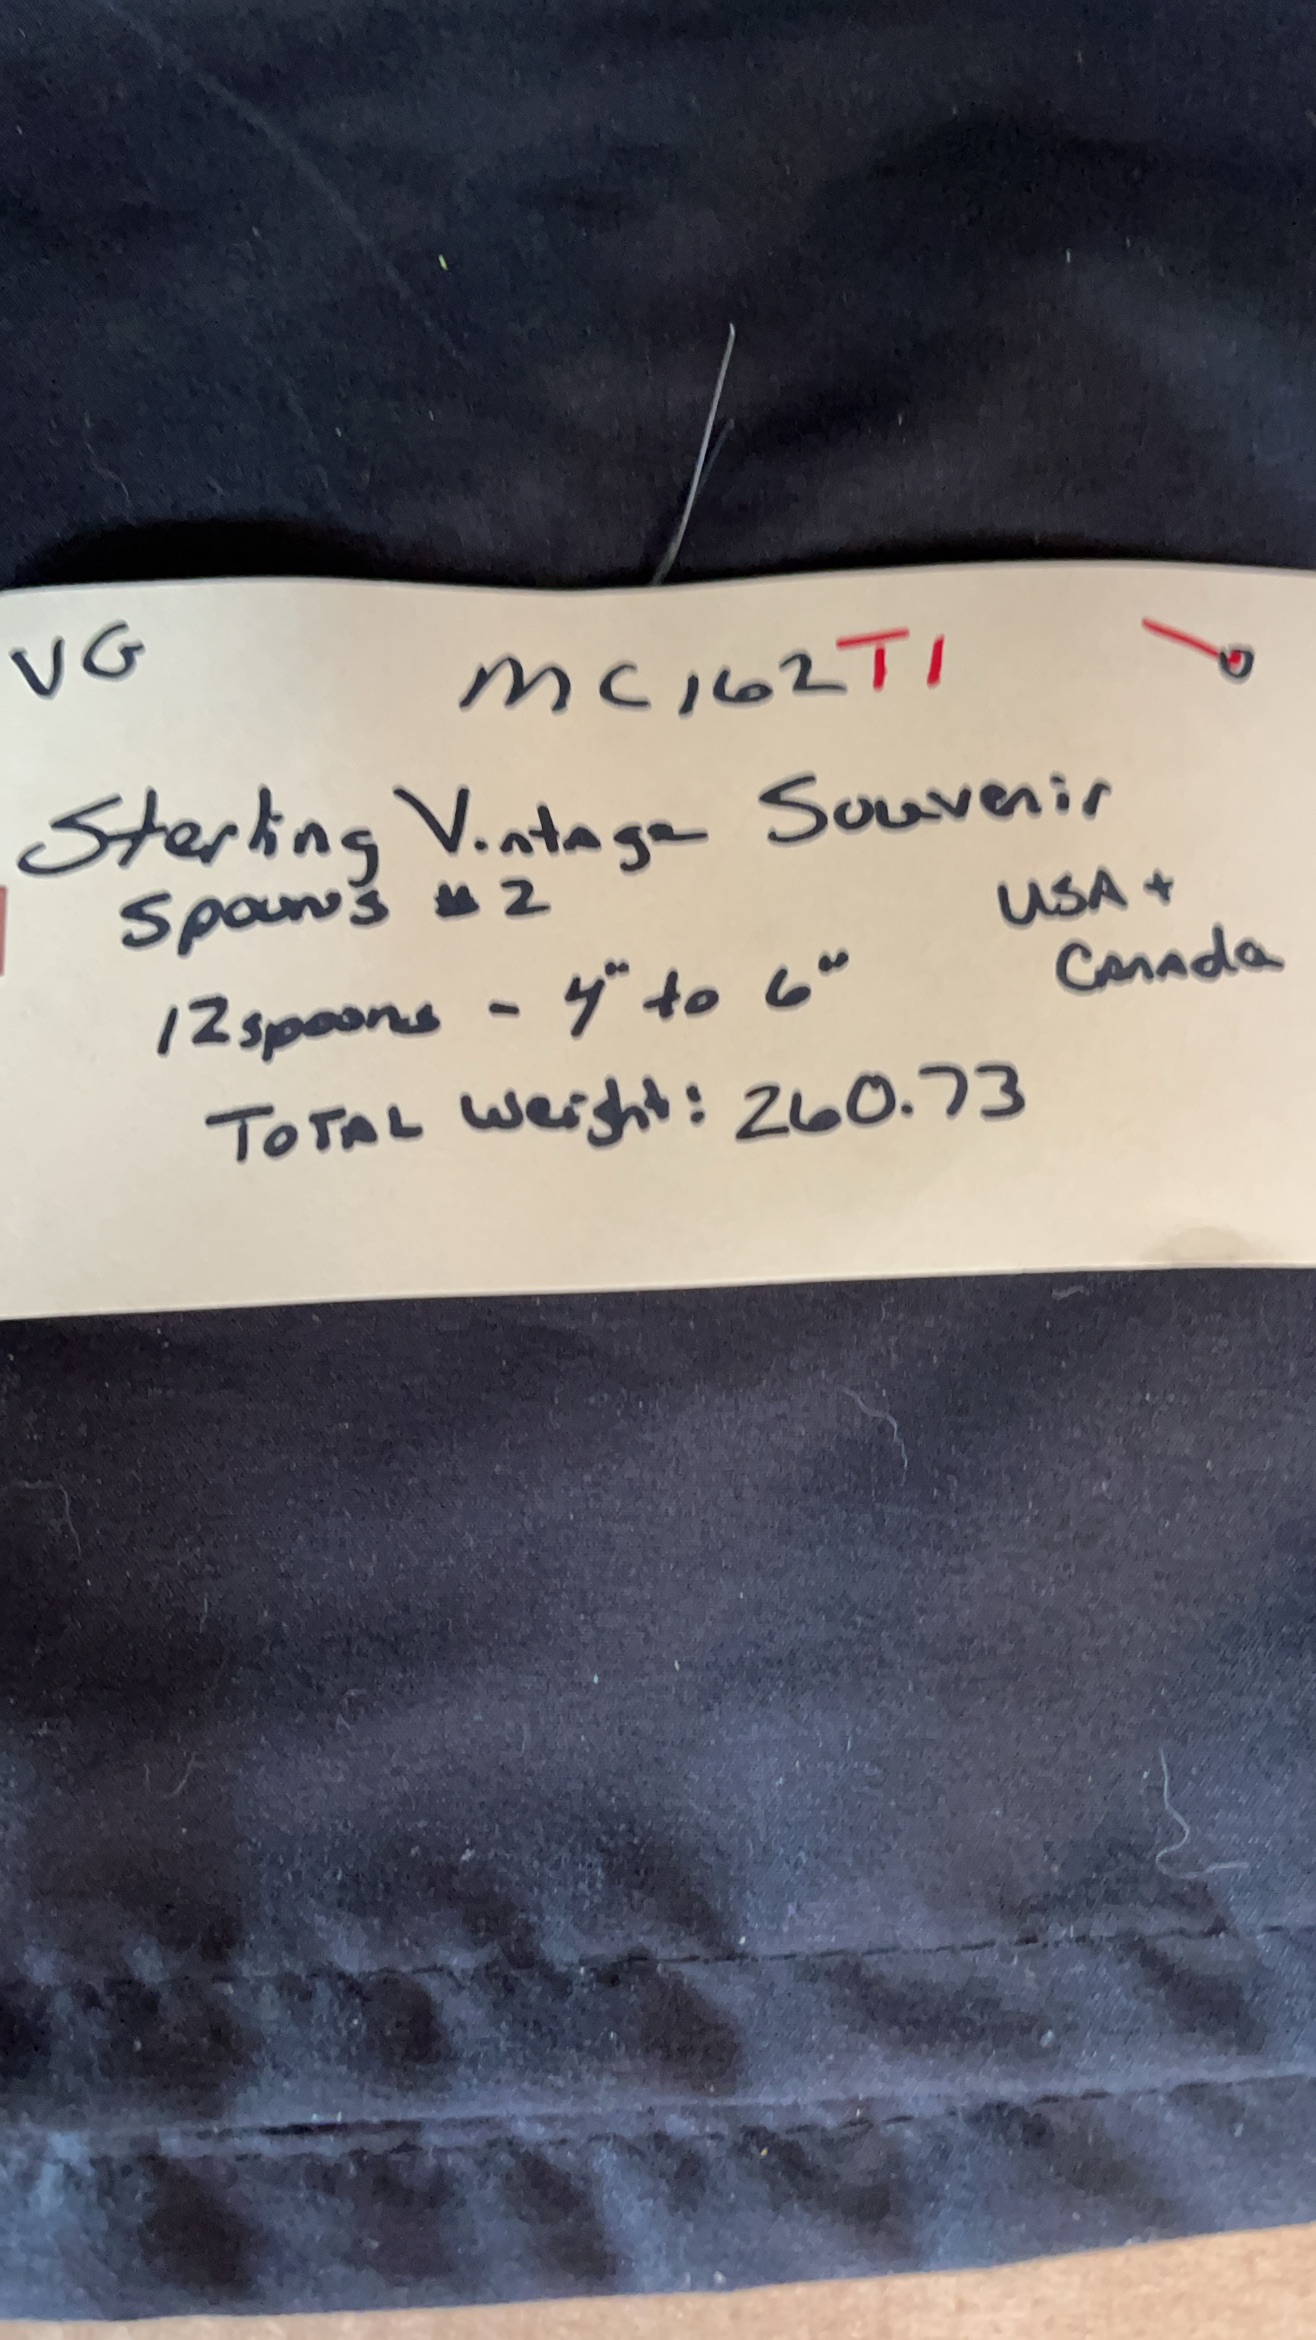 VG MC162T1
Sterling Vintage Souvenir
Spoons #2 USA +
Canada
12 spoons - 4" to 6"
TOTAL Weight: 260.73